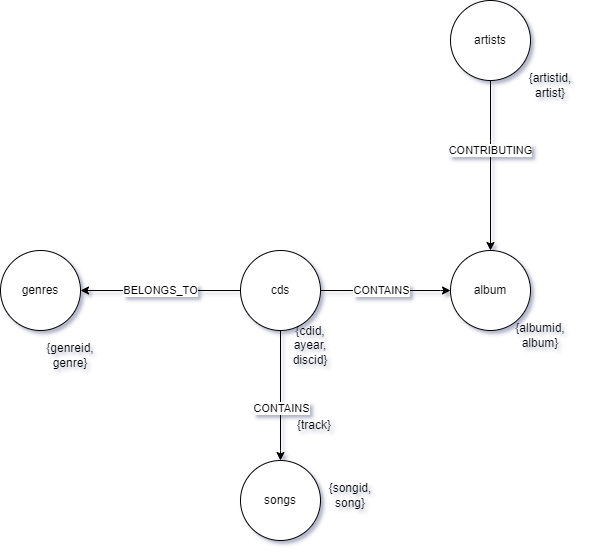 artists
{artistid,
artist}
CONTRIBUTING
genres
BELONGS_TO
cds
CONTAINS
album
{genreid,
genre}
{cdid,
ayear,
discid}
{albumid,
album}
CONTAINS
{track}
songs
{songid,
song}